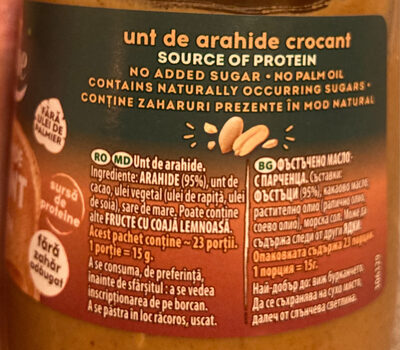 unt de arahide crocant
SOURCE OF PROTEIN
NO ADDED SUGAR • NO PALM OIL
CONTAINS NATURALLY OCCURRING SUGARS •
CONȚINE ZAHARURI PREZENTE ÎN MOD NATURAL
FĂRĂ
ULEI DE
PALMIER
sursă
de
proteine
fără
zahăr
adăugat
RO MD Unt de arahide.
Ingrediente: ARAHIDE (95%), unt de
cacao, ulei vegetal (ulei de rapiță, ulei
de soia), sare de mare. Poate conține
alte FRUCTE CU COAJĂ LEMNOASĂ.
Acest pachet conține ~ 23 porții.
1 porție = 15 g.
A se consuma, de preferință,
înainte de sfârșitul : a se vedea
inscripționarea de pe borcan.
A se păstra in loc răcoros, uscat.
BG ФЪСТЪЧЕНО МАСЛО
С ПАРЧЕНЦА. Съставки:
ФЪСТЪЦИ (95%), какаово масло,
растително олио (рапично олио,
соево олио), морска сол. Може да
съдържа следи от други ЯДКИ.
Опаковката съдържа 23 порции.
1 порция = 15г.
Най-добър до: виж бурканчето.
Да се съхранява на сухо място,
далеч от слънчева светлина.